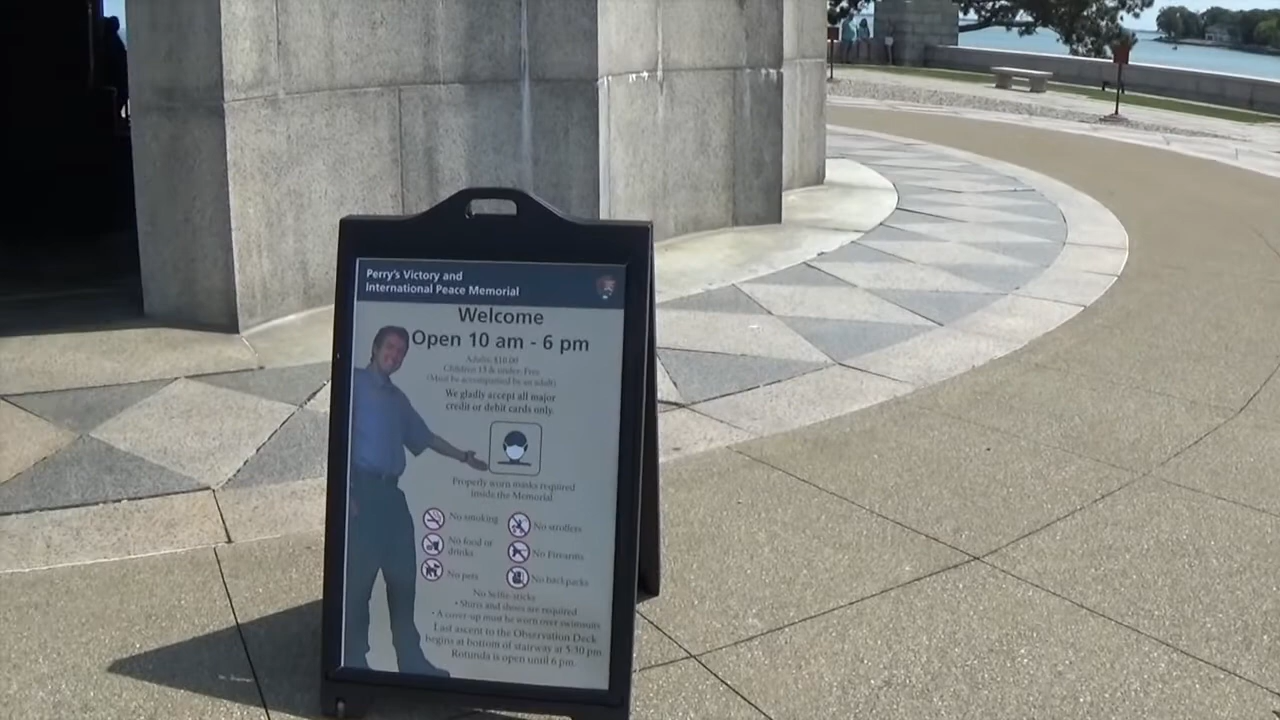 Perry's Victory and
International Peace Memorial
Welcome
Open 10 am - 6 pm
Adults: $10.00
Children 15 & under: Free
(Must be accompanied by an adult)
We gladly accept all major
credit or debit cards only.
Properly worn masks required
Inside the Memorial
No smoking
No strollers
No food or
drinks
No Firearms
No pets
No backpacks
No Selfie-sticks
• Shirts and shoes are required
• A cover-up must be worn over swimsuits
Last ascent to the Observation Deck
begins at bottom of stairway at 5:30 pm
Rotunda is open until 6 pm